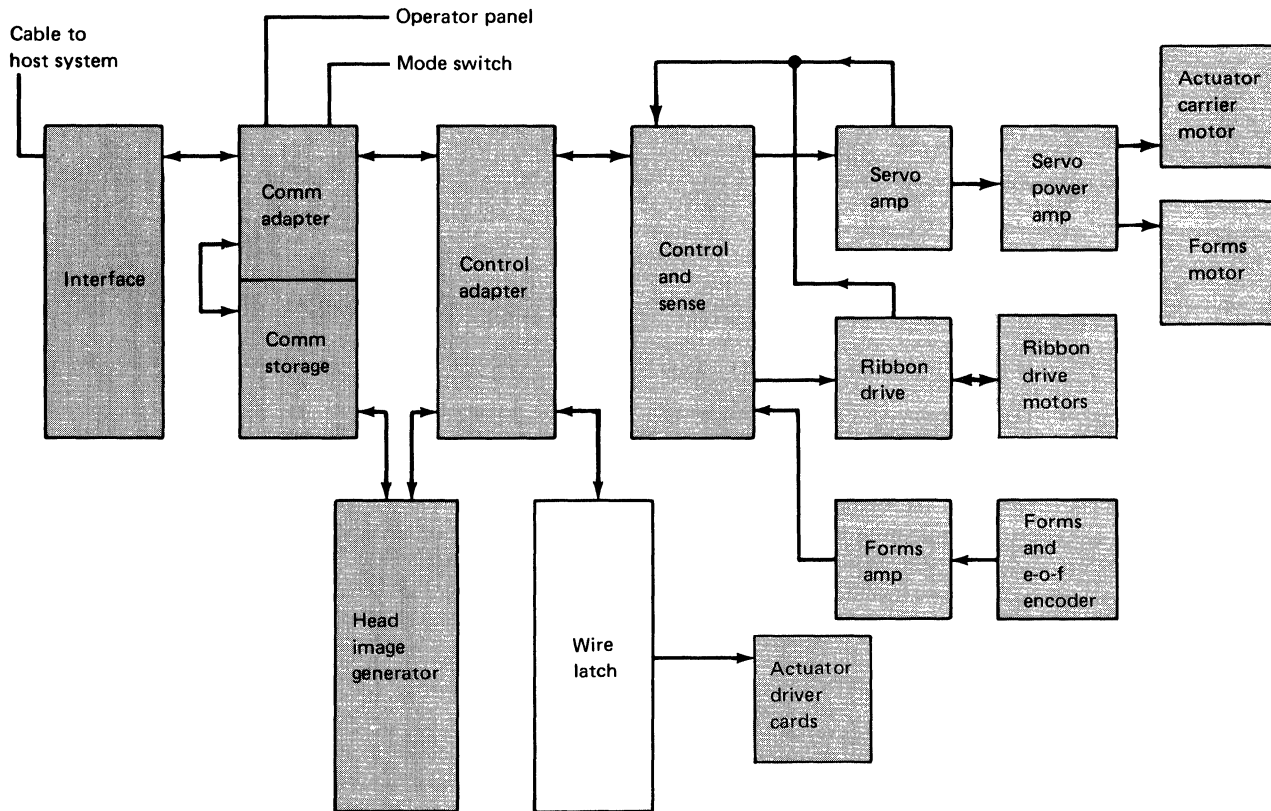 Operator panel
Cable to
host system
Mode switch
Actuator
carrier
motor
Servo
amp
Servo
power
amp
Comm
adapter
Interface
Control
adapter
Control
and
sense
Forms
motor
Comm
storage
Ribbon
drive
Ribbon
drive
motors
Forms
amp
Forms
and
e-o-f
encoder
Head
image
generator
Wire
latch
Actuator
driver
cards